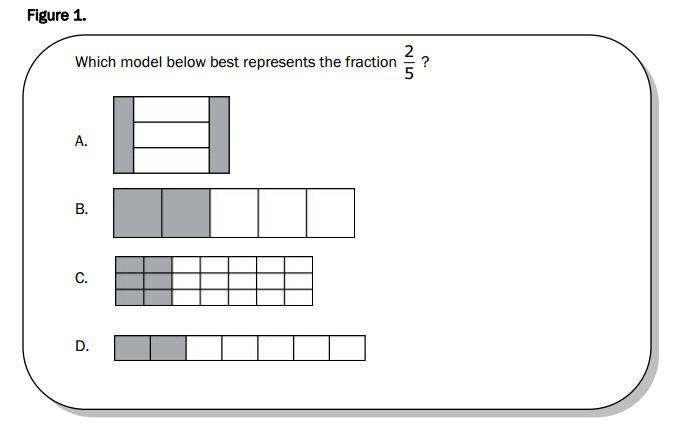 Figure 1.
Which model below best represents the fraction 2/5 ?
A.
B.
C.
D.